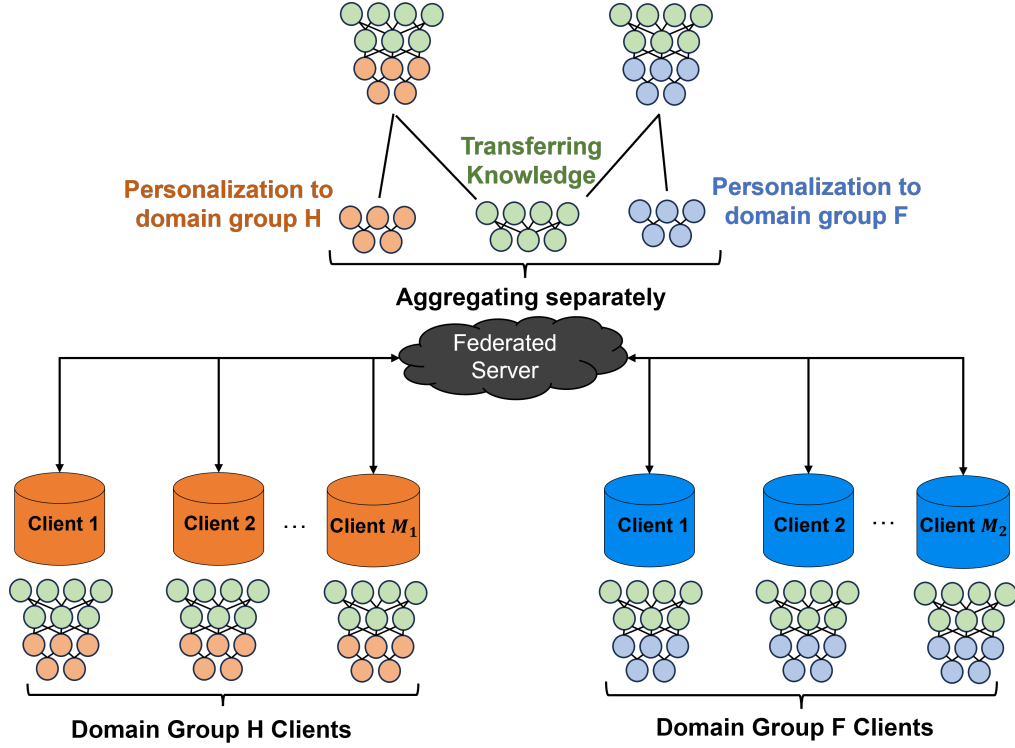 Transferring
Knowledge
Personalization to
domain group H
Personalization to
domain group F
Aggregating separately
Federated
Server
Client 1
Client 2
...
Client M₁
Client 1
Client 2
...
Client M₂
Domain Group H Clients
Domain Group F Clients